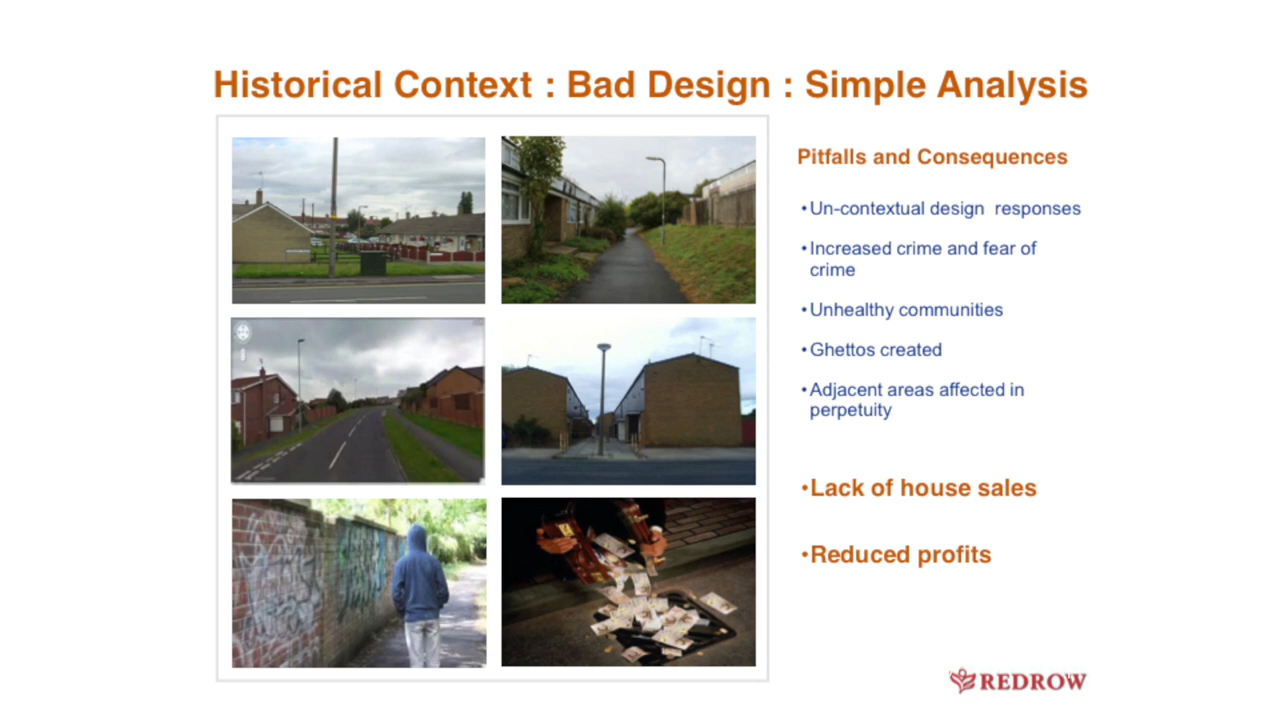 Historical Context : Bad Design : Simple Analysis
Pitfalls and Consequences
•Un-contextual design responses
•Increased crime and fear of
crime
•Unhealthy communities
•Ghettos created
•Adjacent areas affected in
perpetuity
•Lack of house sales
•Reduced profits
REDROW